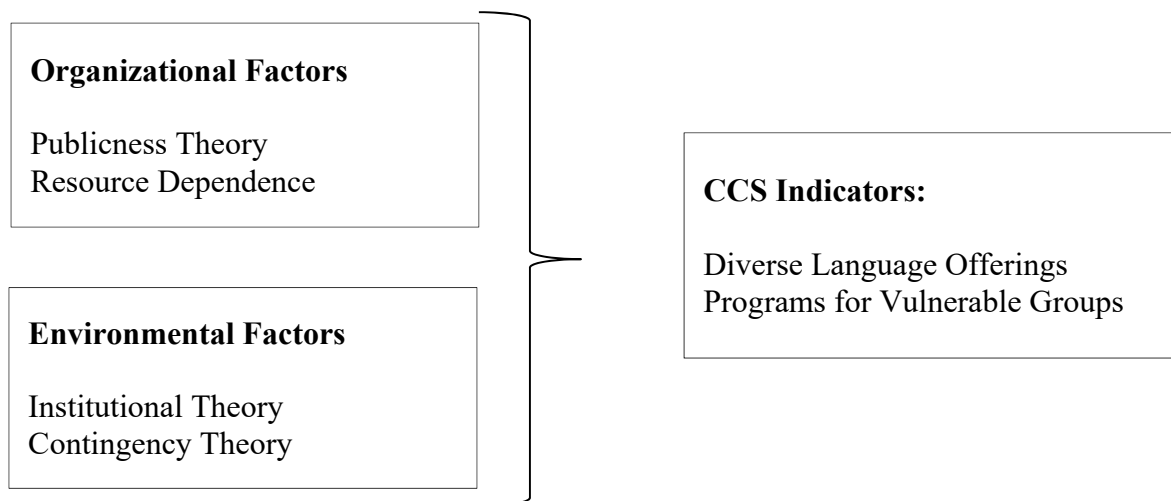 Organizational Factors
Publicness Theory
Resource Dependence
Environmental Factors
Institutional Theory
Contingency Theory
CCS Indicators:
Diverse Language Offerings
Programs for Vulnerable Groups